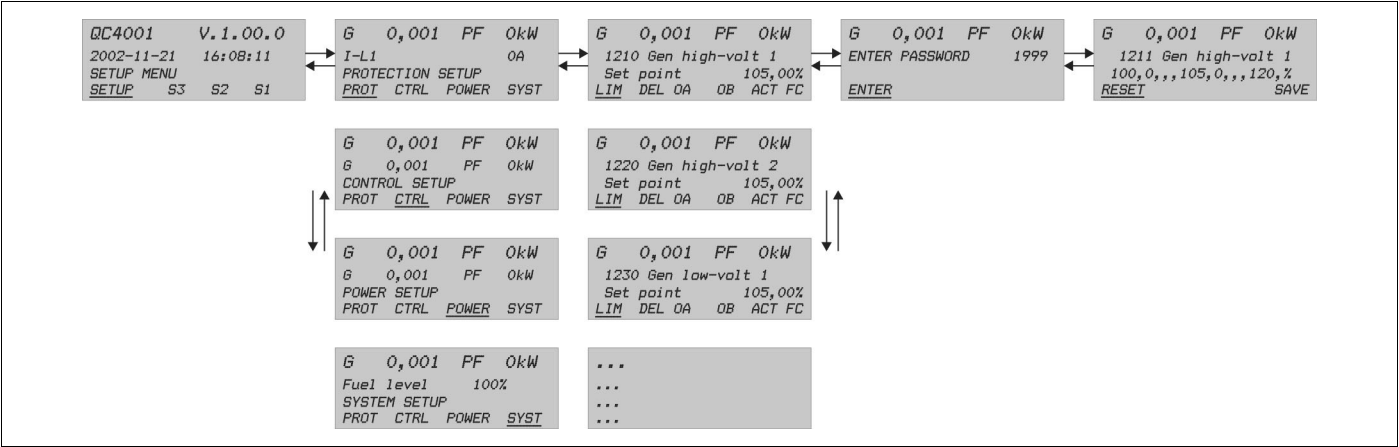 QC4001 V.1.00.0
2002-11-21 16:08:11
SETUP MENU
SETUP S3 S2 S1
G 0,001 PF 0kW
I-L1 0A
PROTECTION SETUP
PROT CTRL POWER SYST
G 0,001 PF 0kW
1210 Gen high-volt 1
Set point 105,00%
LIM DEL OA OB ACT FC
G 0,001 PF 0kW
ENTER PASSWORD 1999
ENTER
G 0,001 PF 0kW
1211 Gen high-volt 1
100,0,,,105,0,,,120,%
RESET SAVE
G 0,001 PF 0kW
G 0,001 PF 0kW
CONTROL SETUP
PROT CTRL POWER SYST
G 0,001 PF 0kW
1220 Gen high-volt 2
Set point 105,00%
LIM DEL OA OB ACT FC
G 0,001 PF 0kW
G 0,001 PF 0kW
POWER SETUP
PROT CTRL POWER SYST
G 0,001 PF 0kW
1230 Gen low-volt 1
Set point 105,00%
LIM DEL OA OB ACT FC
G 0,001 PF 0kW
Fuel level 100%
SYSTEM SETUP
PROT CTRL POWER SYST
...
...
...
...